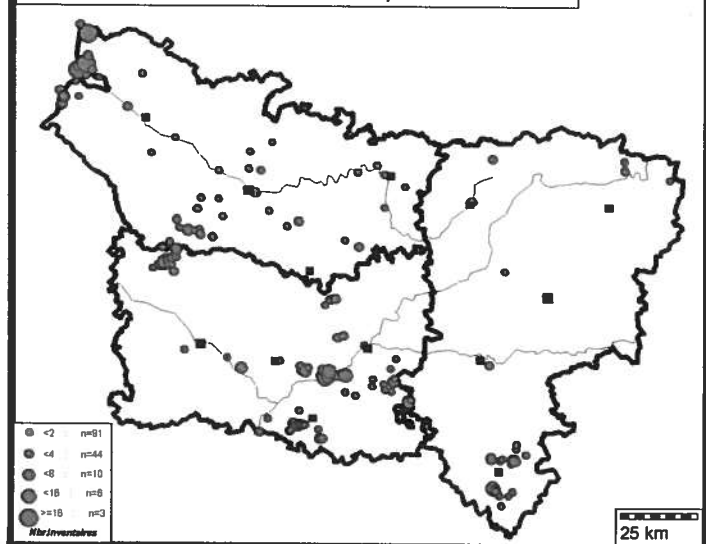 <2 n=91
<4 n=44
<8 n=10
<16 n=6
>=16 n=3
Nbr.Inventaires
25 km